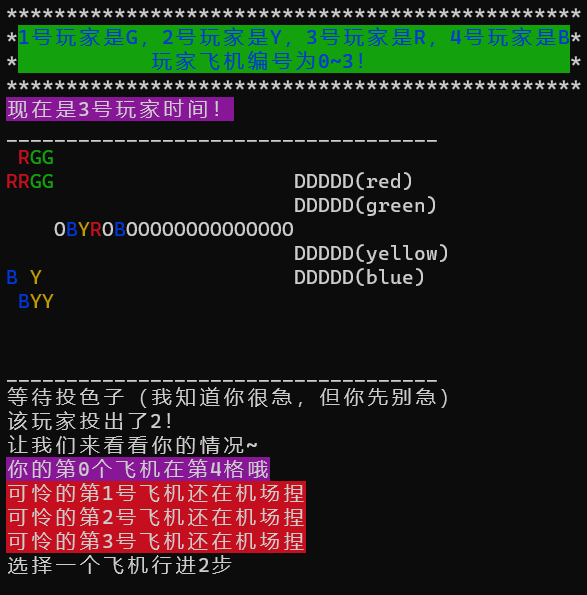 ************************************************
*1号玩家是G，2号玩家是Y，3号玩家是R，4号玩家是B*
*           玩家飞机编号为0~3！                 *
************************************************
现在是3号玩家时间！
____________________________________
 RGG
RRGG                    DDDDD(red)
                        DDDDD(green)
    OBYROBOOOOOOOOOOOOOO
                        DDDDD(yellow)
B Y                     DDDDD(blue)
 BYY
____________________________________
等待投色子（我知道你很急，但你先别急）
该玩家投出了2！
让我们来看看你的情况~
你的第0个飞机在第4格哦
可怜的第1号飞机还在机场捏
可怜的第2号飞机还在机场捏
可怜的第3号飞机还在机场捏
选择一个飞机行进2步